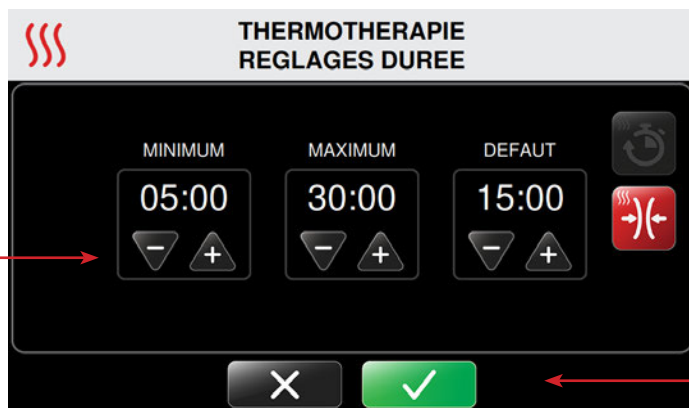 THERMOTHERAPIE
REGLAGES DUREE
MINIMUM MAXIMUM DEFAUT
05:00 30:00 15:00
- + - + - +